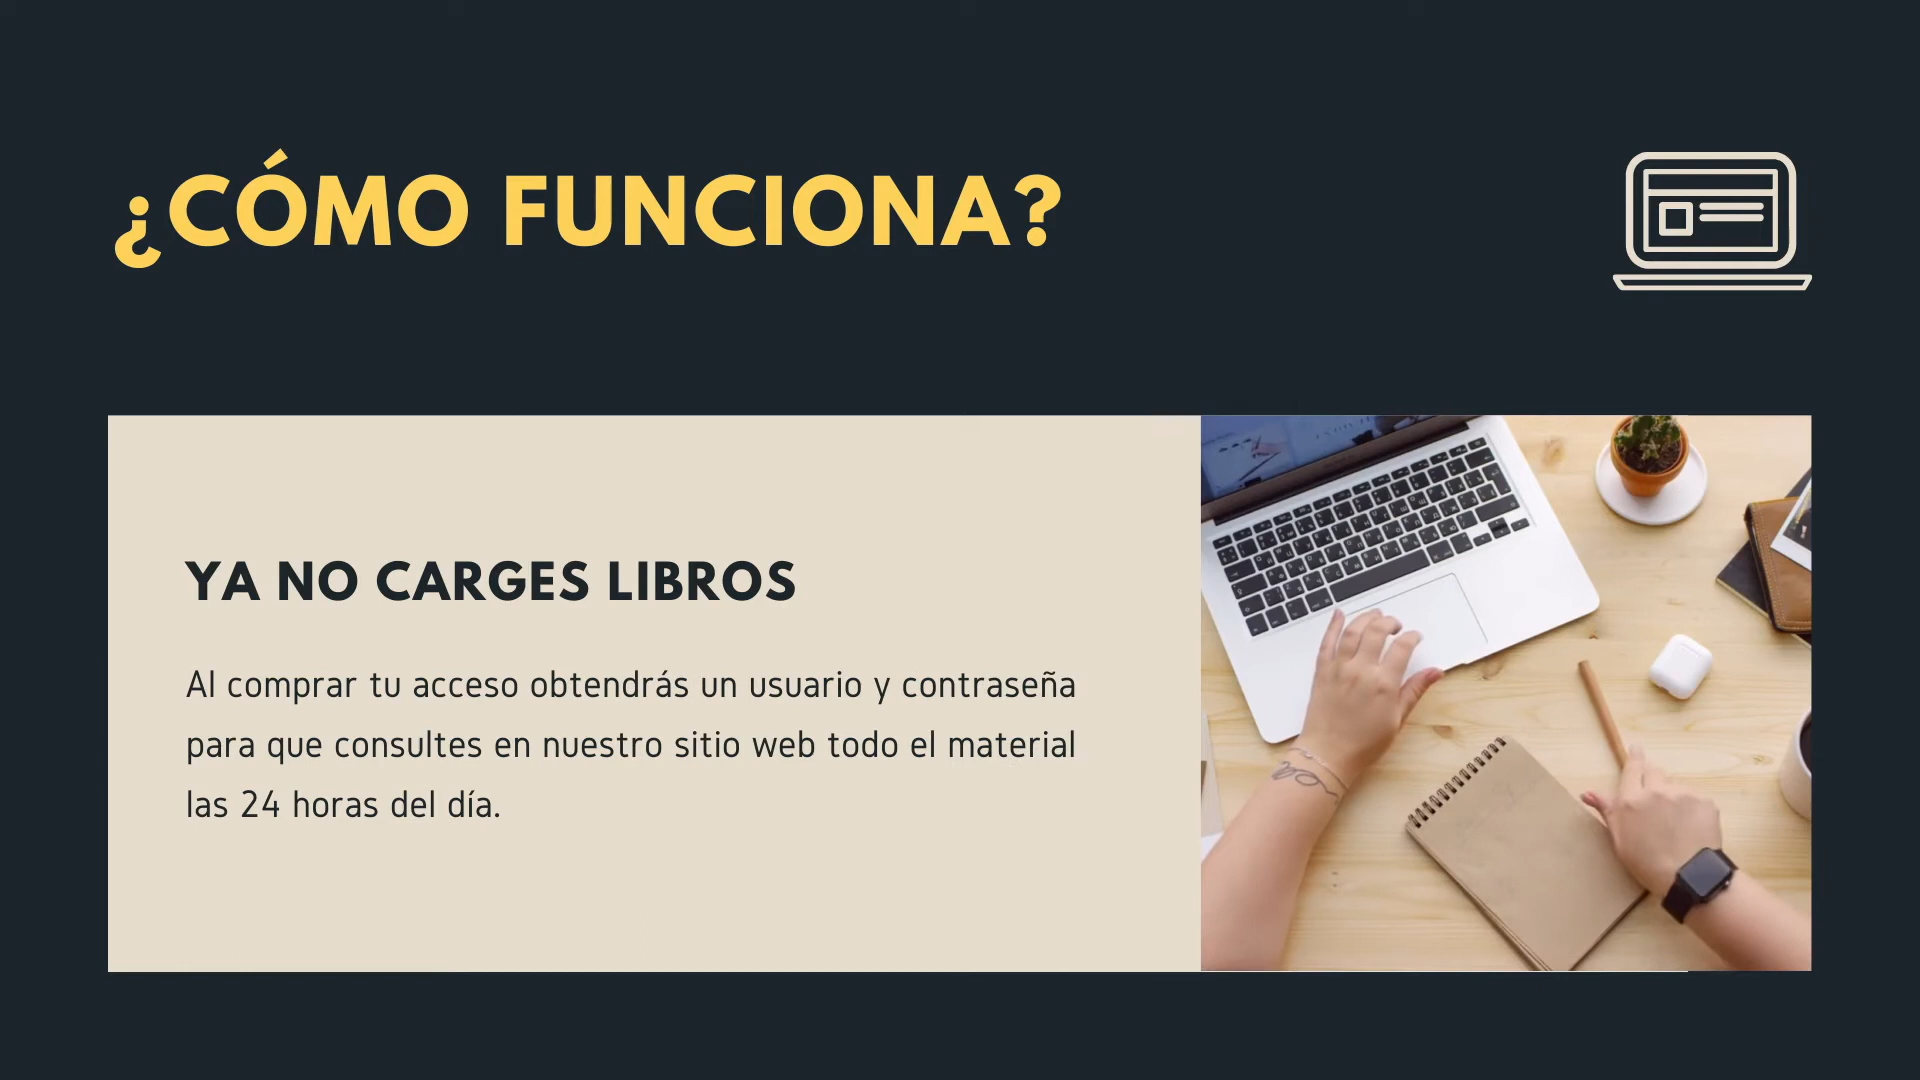 ¿CÓMO FUNCIONA?
YA NO CARGES LIBROS
Al comprar tu acceso obtendrás un usuario y contraseña
para que consultes en nuestro sitio web todo el material
las 24 horas del día.